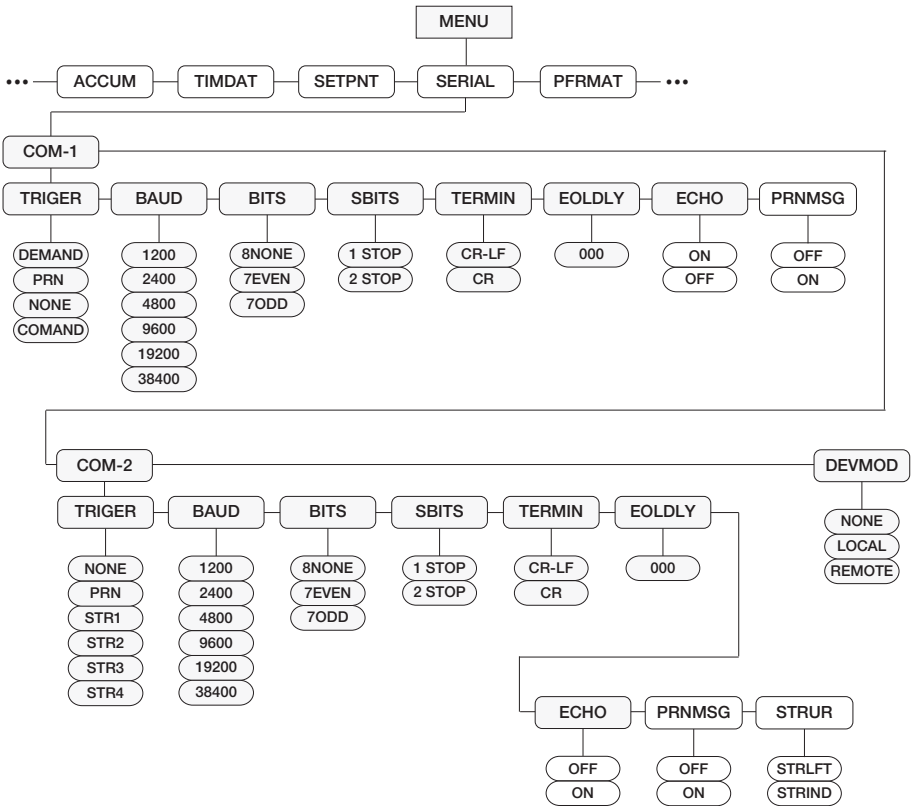 MENU
••• ACCUM TIMDAT SETPNT SERIAL PFRMAT •••
COM-1
TRIGER BAUD BITS SBITS TERMIN EOLDLY ECHO PRNMSG
DEMAND 1200 8NONE 1 STOP CR-LF 000 ON OFF
PRN 2400 7EVEN 2 STOP CR OFF ON
NONE 4800 7ODD
COMAND 9600
19200
38400
COM-2 DEVMOD
TRIGER BAUD BITS SBITS TERMIN EOLDLY NONE
LOCAL
NONE 1200 8NONE 1 STOP CR-LF 000 REMOTE
PRN 2400 7EVEN 2 STOP CR
STR1 4800 7ODD
STR2 9600
STR3 19200
STR4 38400
ECHO PRNMSG STRUR
OFF OFF STRLFT
ON ON STRIND